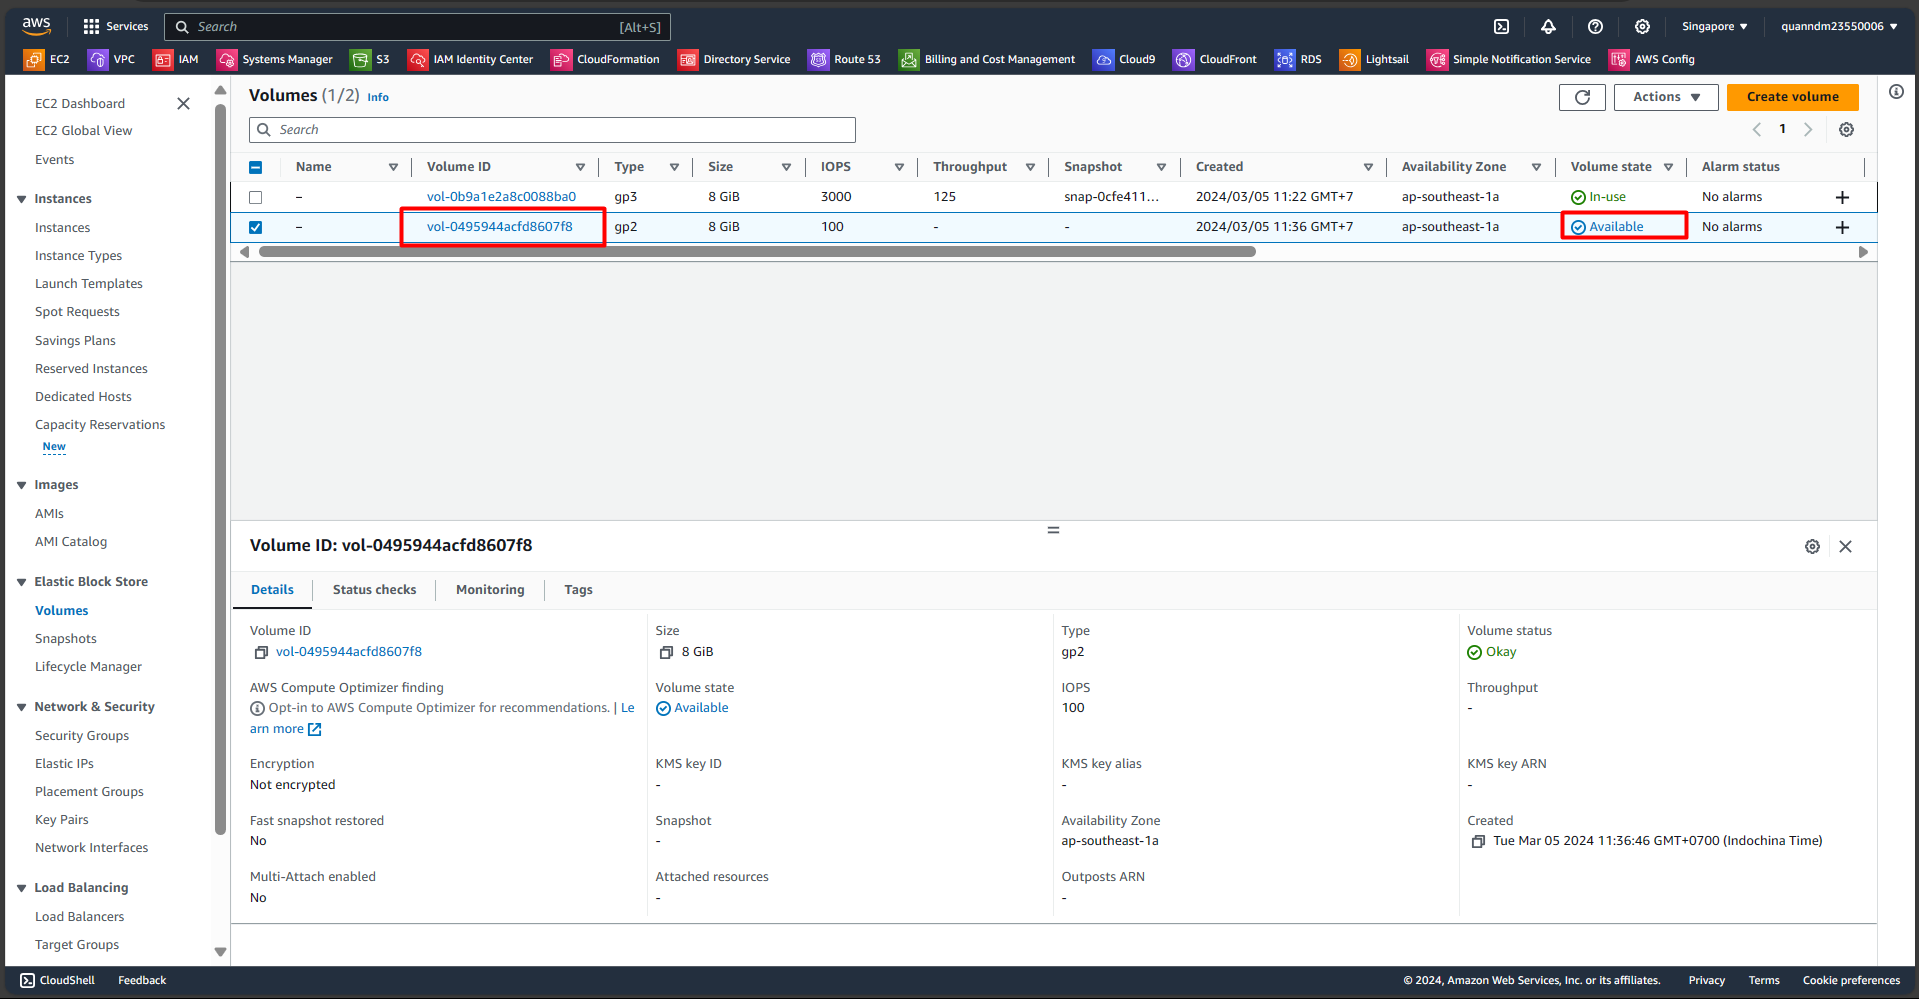 aws Services Search [Alt+S] Singapore quanndm23550006
EC2 VPC IAM Systems Manager S3 IAM Identity Center CloudFormation Directory Service Route 53 Billing and Cost Management Cloud9 CloudFront RDS Lightsail Simple Notification Service AWS Config
EC2 Dashboard
EC2 Global View
Events
Instances
Instances
Instance Types
Launch Templates
Spot Requests
Savings Plans
Reserved Instances
Dedicated Hosts
Capacity Reservations
New
Images
AMIs
AMI Catalog
Elastic Block Store
Volumes
Snapshots
Lifecycle Manager
Network & Security
Security Groups
Elastic IPs
Placement Groups
Key Pairs
Network Interfaces
Load Balancing
Load Balancers
Target Groups
Volumes (1/2) Info Actions Create volume
Search 1
Name Volume ID Type Size IOPS Throughput Snapshot Created Availability Zone Volume state Alarm status
– vol-0b9a1e2a8c0088ba0 gp3 8 GiB 3000 125 snap-0cfe411... 2024/03/05 11:22 GMT+7 ap-southeast-1a In-use No alarms +
– vol-0495944acfd8607f8 gp2 8 GiB 100 - - 2024/03/05 11:36 GMT+7 ap-southeast-1a Available No alarms +
Volume ID: vol-0495944acfd8607f8
Details Status checks Monitoring Tags
Volume ID Size Type Volume status
vol-0495944acfd8607f8 8 GiB gp2 Okay
AWS Compute Optimizer finding Volume state IOPS Throughput
Opt-in to AWS Compute Optimizer for recommendations. | Le Available 100 -
arn more
Encryption KMS key ID KMS key alias KMS key ARN
Not encrypted - - -
Fast snapshot restored Snapshot Availability Zone Created
No - ap-southeast-1a Tue Mar 05 2024 11:36:46 GMT+0700 (Indochina Time)
Multi-Attach enabled Attached resources Outposts ARN
No - -
CloudShell Feedback © 2024, Amazon Web Services, Inc. or its affiliates. Privacy Terms Cookie preferences